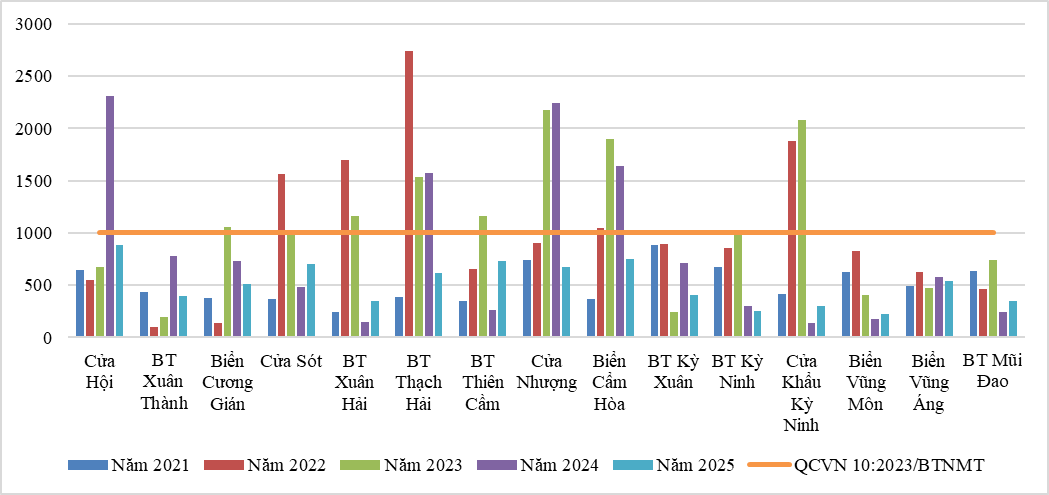 3000
2500
2000
1500
1000
500
0
Cửa
Hội
BT
Xuân
Thành
Biển
Cương
Gián
Cửa Sót
BT
Xuân
Hải
BT
Thạch
Hải
BT
Thiên
Cầm
Cửa
Nhượng
Biển
Cẩm
Hòa
BT Kỳ
Xuân
BT Kỳ
Ninh
Cửa
Khẩu
Kỳ
Ninh
Biển
Vũng
Môn
Biển
Vũng
Áng
BT Mũi
Đao
Năm 2021 Năm 2022 Năm 2023 Năm 2024 Năm 2025 QCVN 10:2023/BTNMT